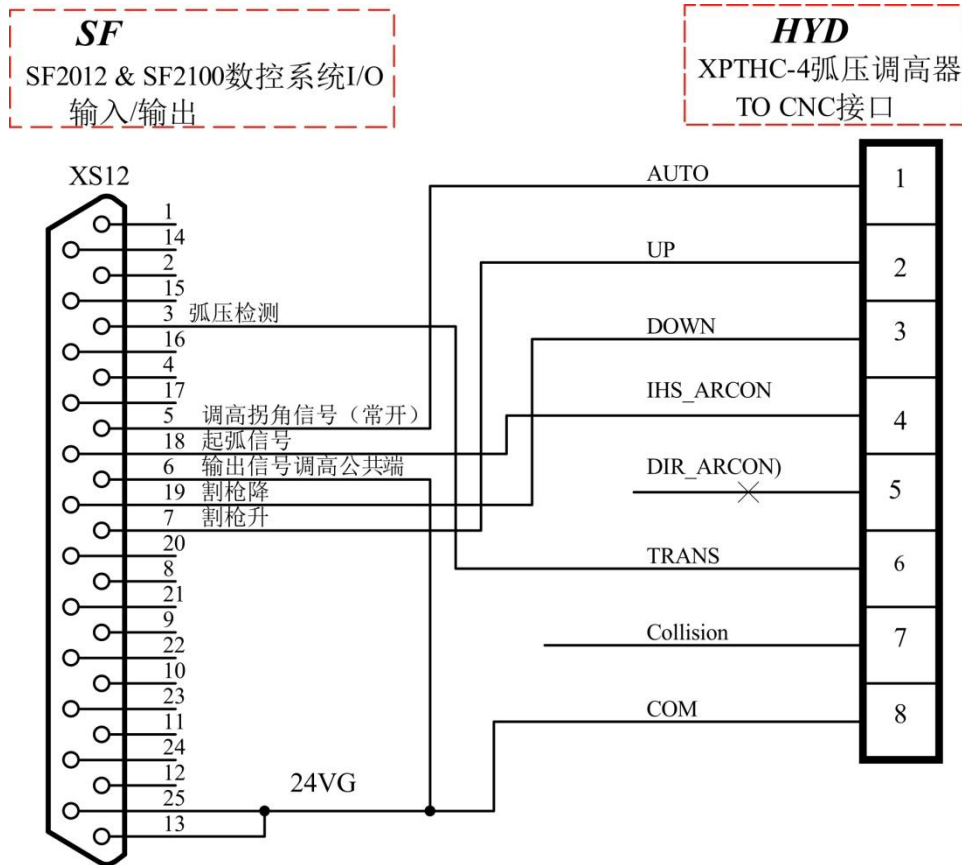 SF
SF2012 & SF2100数控系统I/O
输入/输出
HYD
XPTHC-4弧压调高器
TO CNC接口
XS12
1
14
2
15
3 弧压检测
16
4
17
5 调高拐角信号（常开）
18 起弧信号
6 输出信号调高公共端
19 割枪降
7 割枪升
20
8
21
9
22
10
23
11
24
12
25
13
24VG
AUTO 1
UP 2
DOWN 3
IHS_ARCON 4
DIR_ARCON) 5
TRANS 6
Collision 7
COM 8